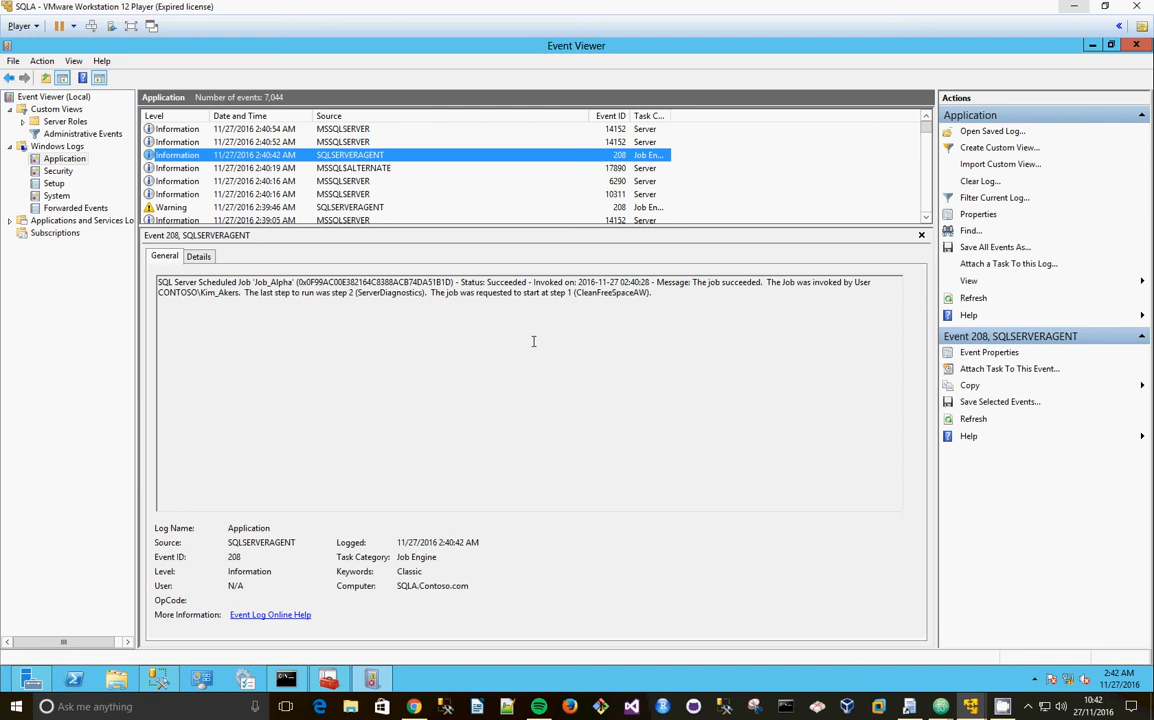 SQLA - VMware Workstation 12 Player (Expired license)
Player
Event Viewer
File Action View Help
Event Viewer (Local)
Custom Views
Server Roles
Administrative Events
Windows Logs
Application
Security
Setup
System
Forwarded Events
Applications and Services Lo
Subscriptions
Application Number of events: 7,044
Level Date and Time Source Event ID Task C...
Information 11/27/2016 2:40:54 AM MSSQLSERVER 14152 Server
Information 11/27/2016 2:40:52 AM MSSQLSERVER 14152 Server
Information 11/27/2016 2:40:42 AM SQLSERVERAGENT 208 Job En...
Information 11/27/2016 2:40:19 AM MSSQL$ALTERNATE 17890 Server
Information 11/27/2016 2:40:16 AM MSSQLSERVER 6290 Server
Information 11/27/2016 2:40:16 AM MSSQLSERVER 10311 Server
Warning 11/27/2016 2:39:46 AM SQLSERVERAGENT 208 Job En...
Information 11/27/2016 2:39:05 AM MSSQLSERVER 14152 Server
Event 208, SQLSERVERAGENT
General Details
SQL Server Scheduled Job 'Job_Alpha' (0x0F99AC00E382164C8388ACB74DA51B1D) - Status: Succeeded - Invoked on: 2016-11-27 02:40:28 - Message: The job succeeded. The Job was invoked by User
CONTOSO\Kim_Akers. The last step to run was step 2 (ServerDiagnostics). The job was requested to start at step 1 (CleanFreeSpaceAW).
Log Name: Application
Source: SQLSERVERAGENT Logged: 11/27/2016 2:40:42 AM
Event ID: 208 Task Category: Job Engine
Level: Information Keywords: Classic
User: N/A Computer: SQLA.Contoso.com
OpCode:
More Information: Event Log Online Help
Actions
Application
Open Saved Log...
Create Custom View...
Import Custom View...
Clear Log...
Filter Current Log...
Properties
Find...
Save All Events As...
Attach a Task To this Log...
View
Refresh
Help
Event 208, SQLSERVERAGENT
Event Properties
Attach Task To This Event...
Copy
Save Selected Events...
Refresh
Help
2:42 AM
11/27/2016
Ask me anything
10:42
27/11/2016